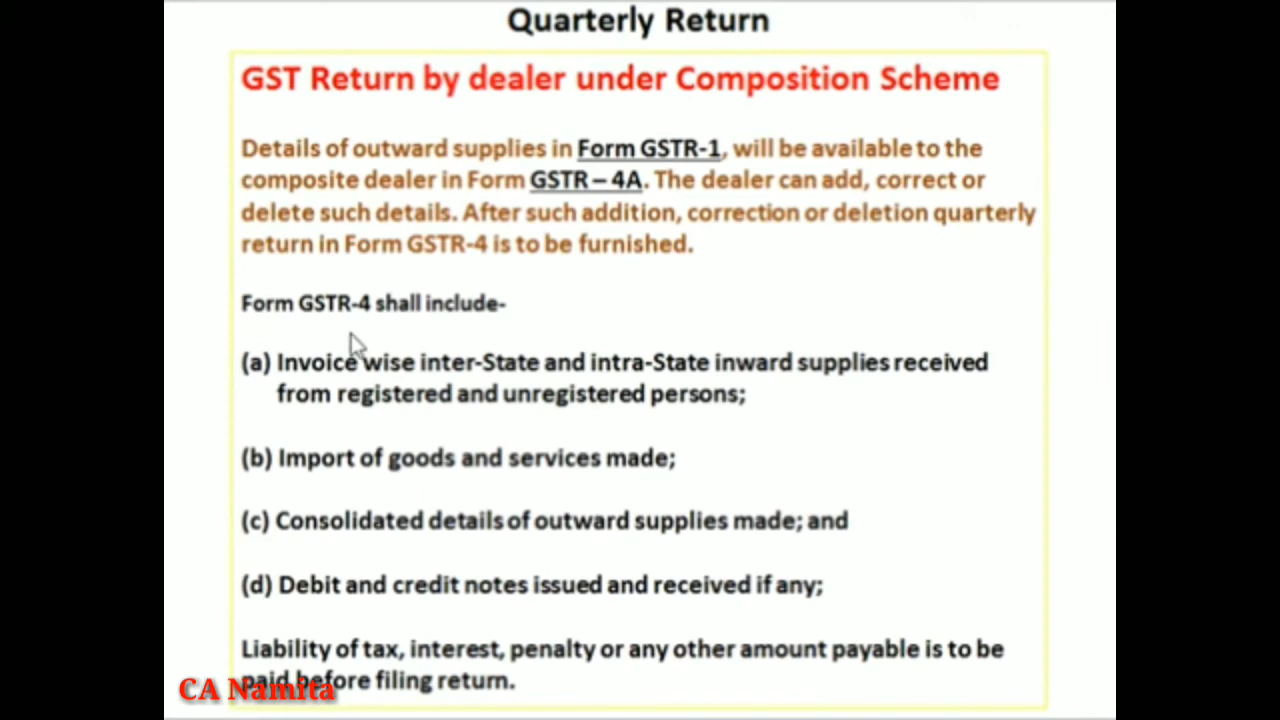 Quarterly Return
GST Return by dealer under Composition Scheme
Details of outward supplies in Form GSTR-1, will be available to the
composite dealer in Form GSTR – 4A. The dealer can add, correct or
delete such details. After such addition, correction or deletion quarterly
return in Form GSTR-4 is to be furnished.
Form GSTR-4 shall include-
(a) Invoice wise inter-State and intra-State inward supplies received
from registered and unregistered persons;
(b) Import of goods and services made;
(c) Consolidated details of outward supplies made; and
(d) Debit and credit notes issued and received if any;
Liability of tax, interest, penalty or any other amount payable is to be
paid before filing return.
CA Namita